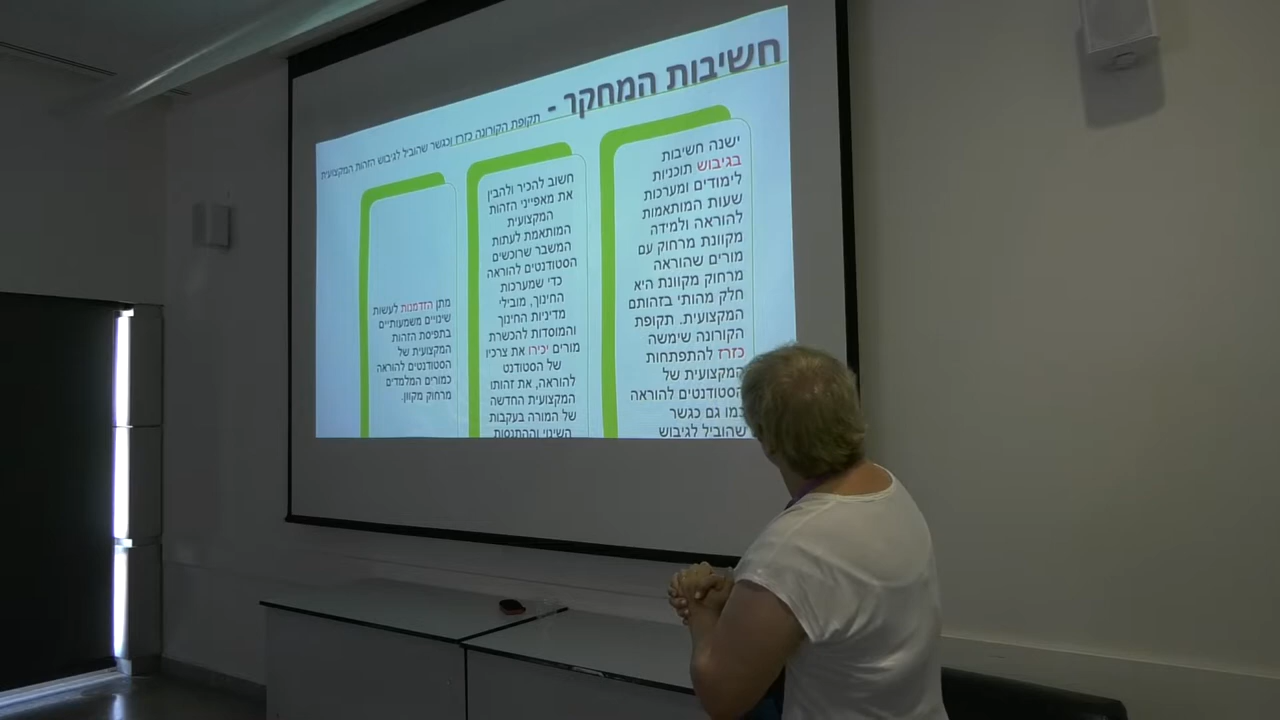 חשיבות המחקר - תקופת הקורונה כזרז וכגשר שהוביל לגיבוש הזהות המקצועית
ישנה חשיבות
בגיבוש תוכניות
לימודים ומערכות
שעות המותאמות
להוראה ולמידה
מקוונת מרחוק עם
מורים שהוראה
מרחוק מקוונת היא
חלק מהותי בזהותם
המקצועית. תקופת
הקורונה שימשה
כזרז להתפתחות
המקצועית של
הסטודנטים להוראה
כמו גם כגשר
שהוביל לגיבוש
חשוב להכיר ולהבין
את מאפייני הזהות
המקצועית
המותאמת לעתות
המשבר שרוכשים
הסטודנטים להוראה
כדי שמערכות
החינוך, מובילי
מדיניות החינוך
והמוסדות להכשרת
מורים יכירו את צרכיו
של הסטודנט
להוראה, את זהותו
המקצועית החדשה
של המורה בעקבות
השינוי וההתנסות
מתן הזדמנות לעשות
שינויים משמעותיים
בתפיסת הזהות
המקצועית של
הסטודנטים להוראה
כמורים המלמדים
מרחוק מקוון.